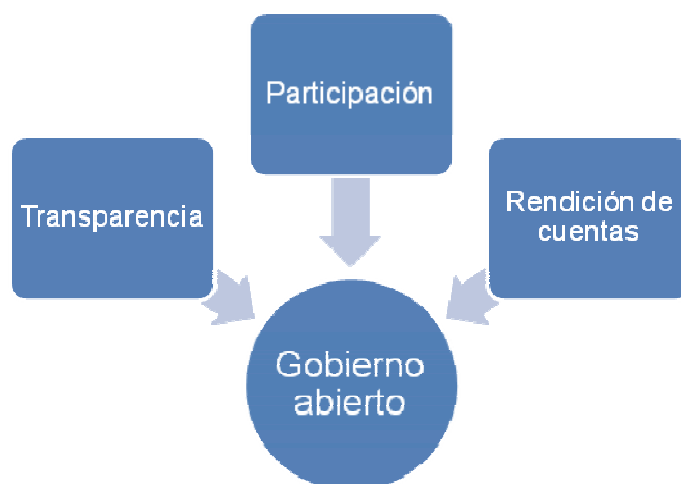 Participación
Transparencia
Rendición de
cuentas
Gobierno
abierto